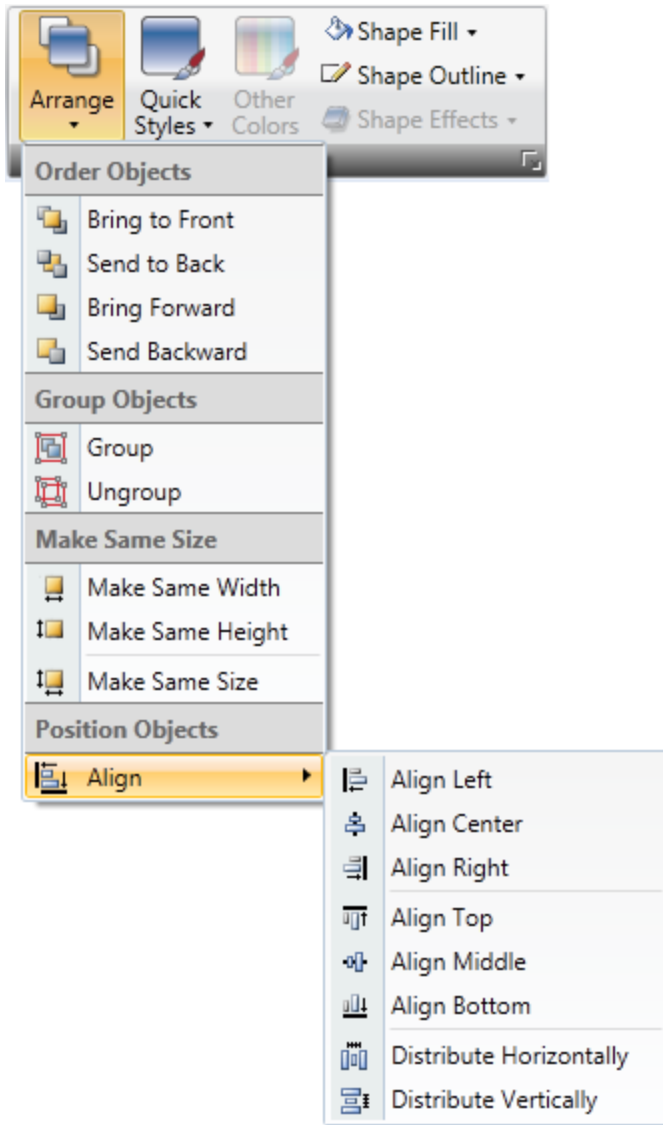 Arrange
Quick
Styles
Other
Colors
Shape Fill
Shape Outline
Shape Effects
Order Objects
Bring to Front
Send to Back
Bring Forward
Send Backward
Group Objects
Group
Ungroup
Make Same Size
Make Same Width
Make Same Height
Make Same Size
Position Objects
Align
Align Left
Align Center
Align Right
Align Top
Align Middle
Align Bottom
Distribute Horizontally
Distribute Vertically